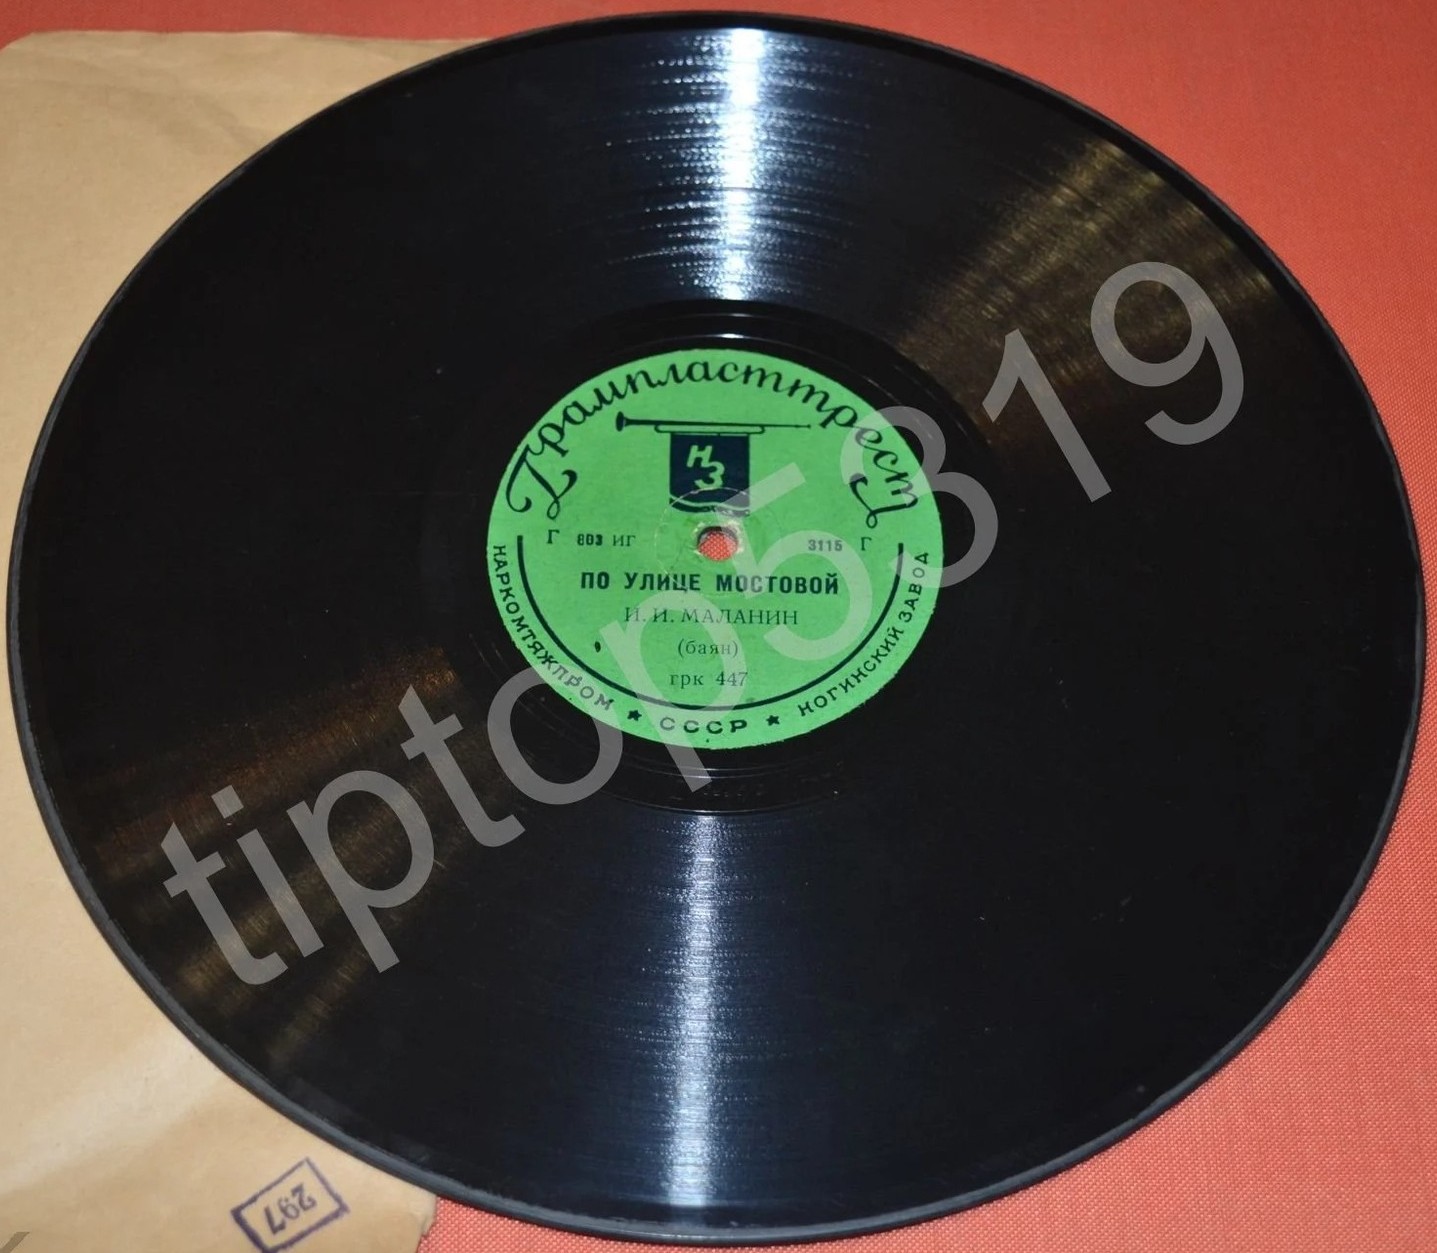 Грампласттрест
НЗ
Г 803 ИГ 3115 Г
ПО УЛИЦЕ МОСТОВОЙ
И. И. МАЛАНИН
(баян)
грк 447
НАРКОМТЯЖПРОМ ★ СССР ★ НОГИНСКИЙ ЗАВОД
tiptop5319
297